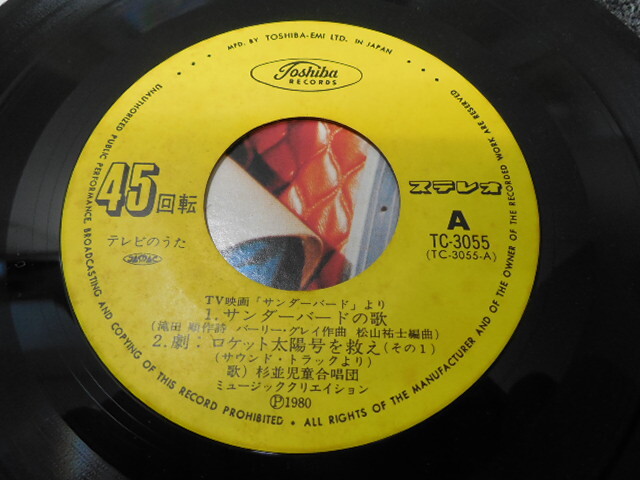 MFD. BY TOSHIBA-EMI LTD. IN JAPAN
Toshiba
RECORDS
45回転
テレビのうた
ステレオ
A
TC-3055
(TC-3055-A)
TV映画「サンダーバード」より
1. サンダーバードの歌
(滝田 順作詩 バーリー・グレイ作曲 松山祐士編曲)
2. 劇：ロケット太陽号を救え(その1)
(サウンド・トラックより)
歌) 杉並児童合唱団
ミュージッククリエイション
Ⓟ1980
UNAUTHORIZED PUBLIC PERFORMANCE, BROADCASTING AND COPYING OF THIS RECORD PROHIBITED • ALL RIGHTS OF THE MANUFACTURER AND OF THE OWNER OF THE RECORDED WORK ARE RESERVED